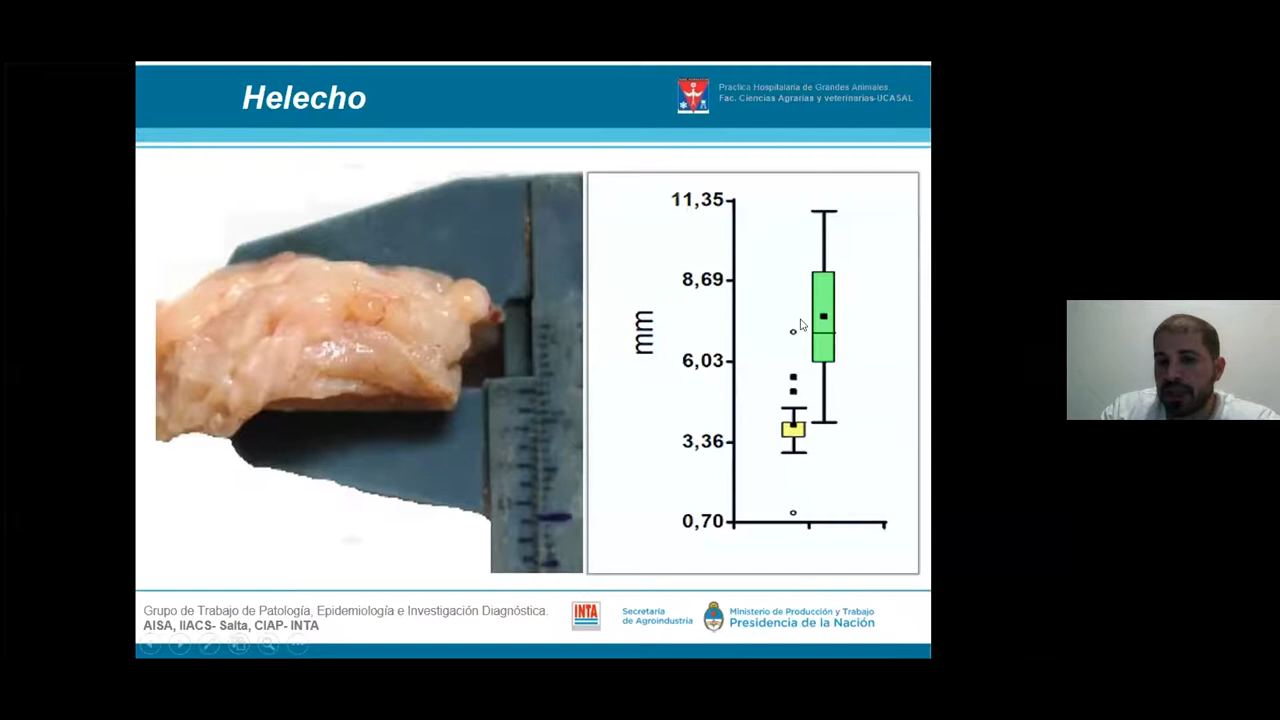 Helecho
Practica Hospitalaria de Grandes Animales.
Fac. Ciencias Agrarias y veterinarias-UCASAL
11,35
8,69
6,03
3,36
0,70
mm
Grupo de Trabajo de Patología, Epidemiología e Investigación Diagnóstica.
AISA, IIACS- Salta, CIAP- INTA
INTA
Secretaría
de Agroindustria
Ministerio de Producción y Trabajo
Presidencia de la Nación